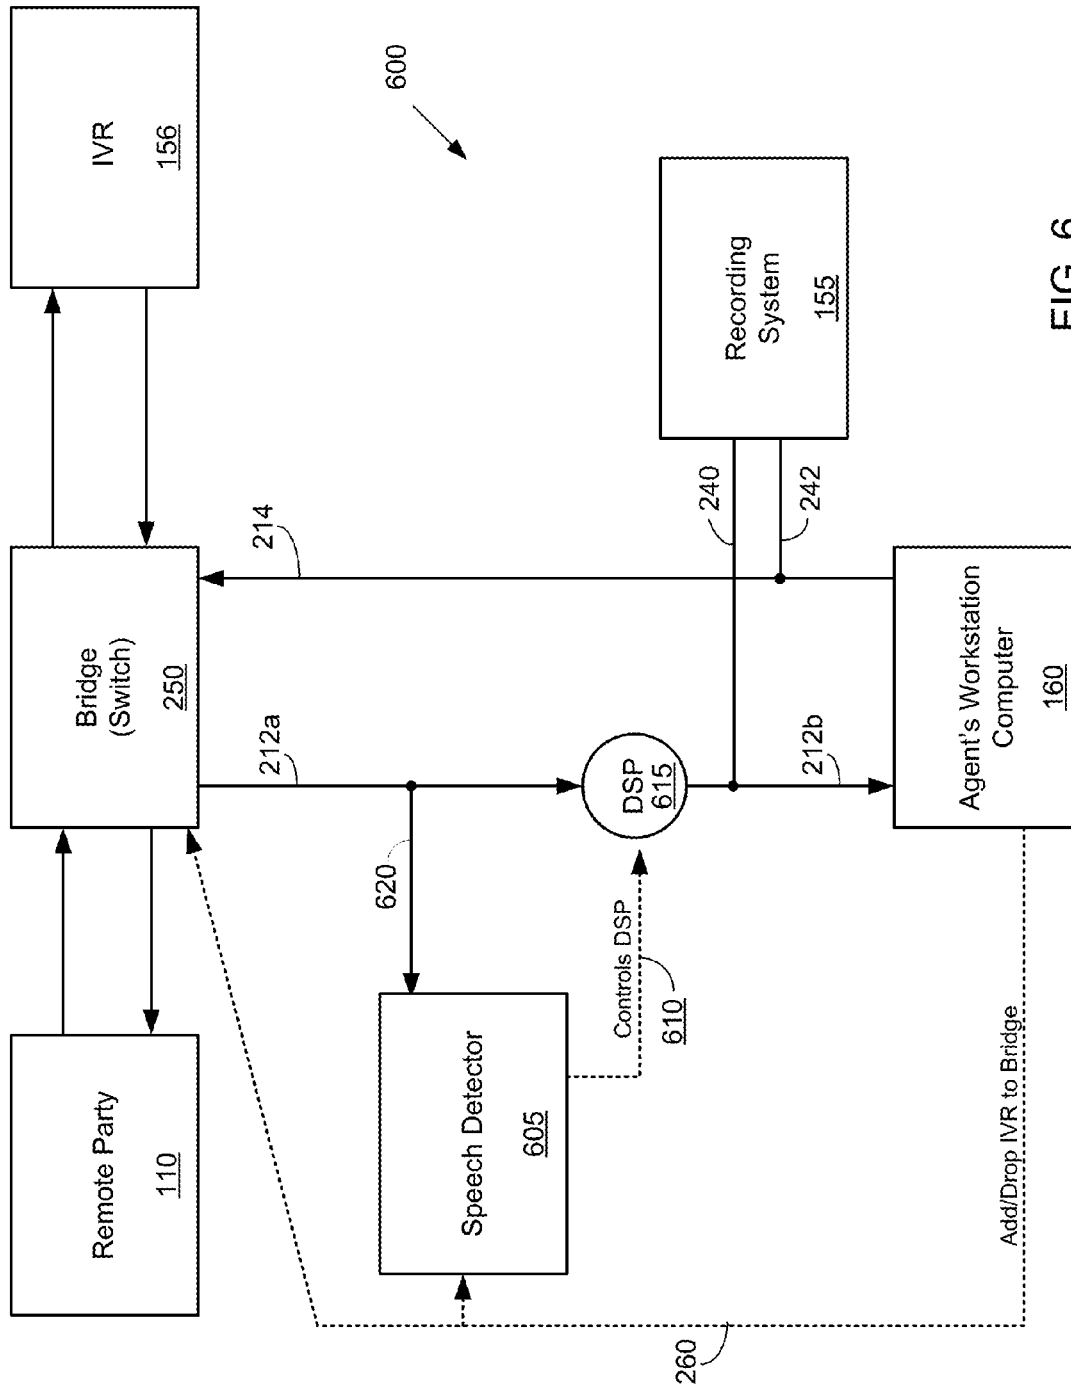 Remote Party
110
Bridge
(Switch)
250
IVR
156
260
Speech Detector
605
620
212a
214
600
Controls DSP
610
DSP
615
240
242
Recording
System
155
212b
Add/Drop IVR to Bridge
Agent's Workstation
Computer
160
FIG. 6